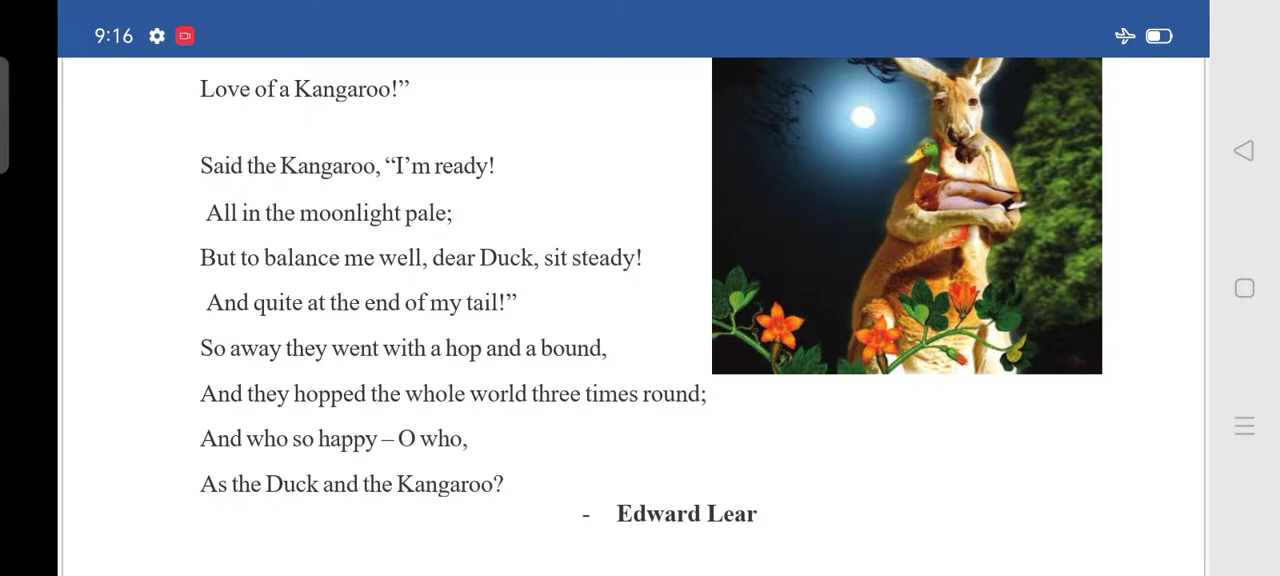 9:16
Love of a Kangaroo!”
Said the Kangaroo, “I’m ready!
All in the moonlight pale;
But to balance me well, dear Duck, sit steady!
And quite at the end of my tail!”
So away they went with a hop and a bound,
And they hopped the whole world three times round;
And who so happy – O who,
As the Duck and the Kangaroo?
- Edward Lear